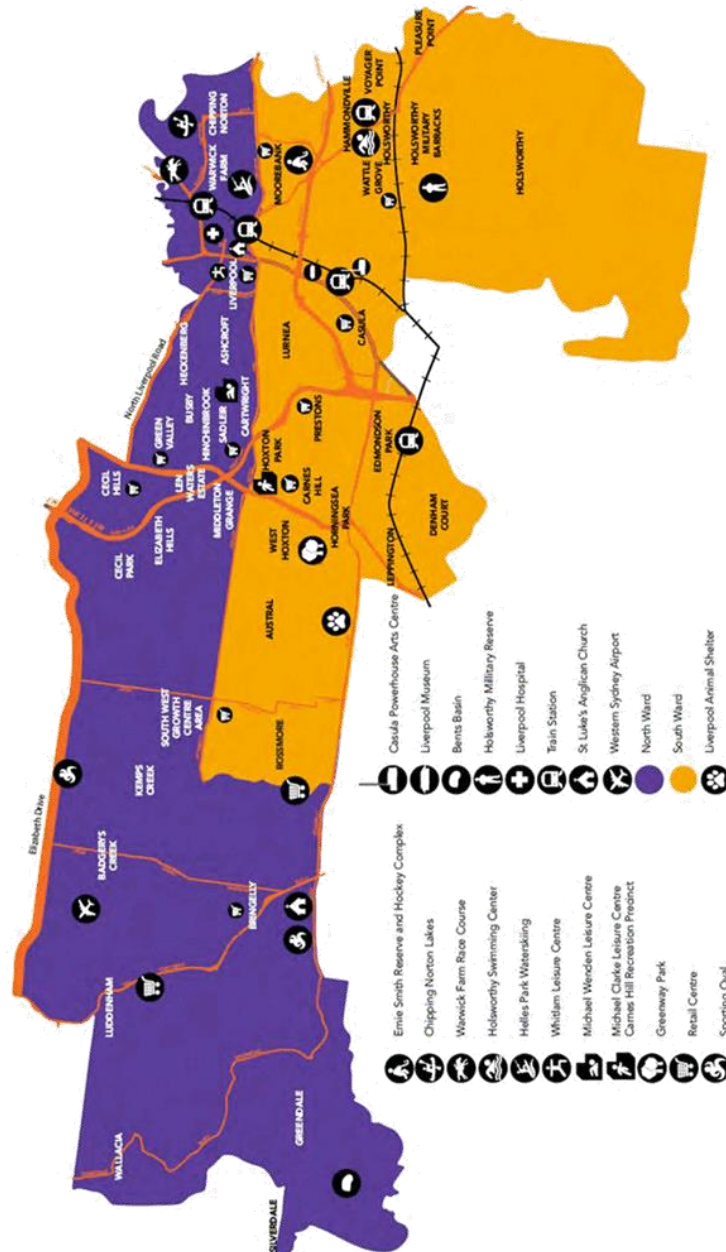 Elizabeth Drive
North Liverpool Road
SILVERDALE
WALLACIA
GREENDALE
LUDDENHAM
BRINGELLY
BADGERYS
CREEK
KEMPS
CREEK
ROSSMORE
SOUTH WEST
GROWTH
CENTRE
AREA
CECIL
PARK
AUSTRAL
ELIZABETH
HILLS
CECIL
HILLS
MIDDLETON
GRANGE
LEN
WATERS
ESTATE
GREEN
VALLEY
WEST
HOXTON
HORNINGSEA
PARK
CARNES
HILL
HOXTON
PARK
HINCHINBROOK
BUSBY
SADLEIR
CARTWRIGHT
HECKENBERG
ASHCROFT
PRESTONS
LURNEA
LEPPINGTON
DENHAM
COURT
EDMONDSON
PARK
CASULA
LIVERPOOL
WARWICK
FARM
CHIPPING
NORTON
MOOREBANK
HAMMONDVILLE
WATTLE
GROVE
VOYAGER
POINT
HOLSWORTHY
HOLSWORTHY
MILITARY
BARRACKS
PLEASURE
POINT
HOLSWORTHY
Ernie Smith Reserve and Hockey Complex
Chipping Norton Lakes
Warwick Farm Race Course
Holsworthy Swimming Center
Helles Park Waterskiing
Whitlam Leisure Centre
Michael Wenden Leisure Centre
Michael Clarke Leisure Centre
Carnes Hill Recreation Precinct
Greenway Park
Retail Centre
Sporting Oval
Casula Powerhouse Arts Centre
Liverpool Museum
Bents Basin
Holsworthy Military Reserve
Liverpool Hospital
Train Station
St Luke's Anglican Church
Western Sydney Airport
North Ward
South Ward
Liverpool Animal Shelter